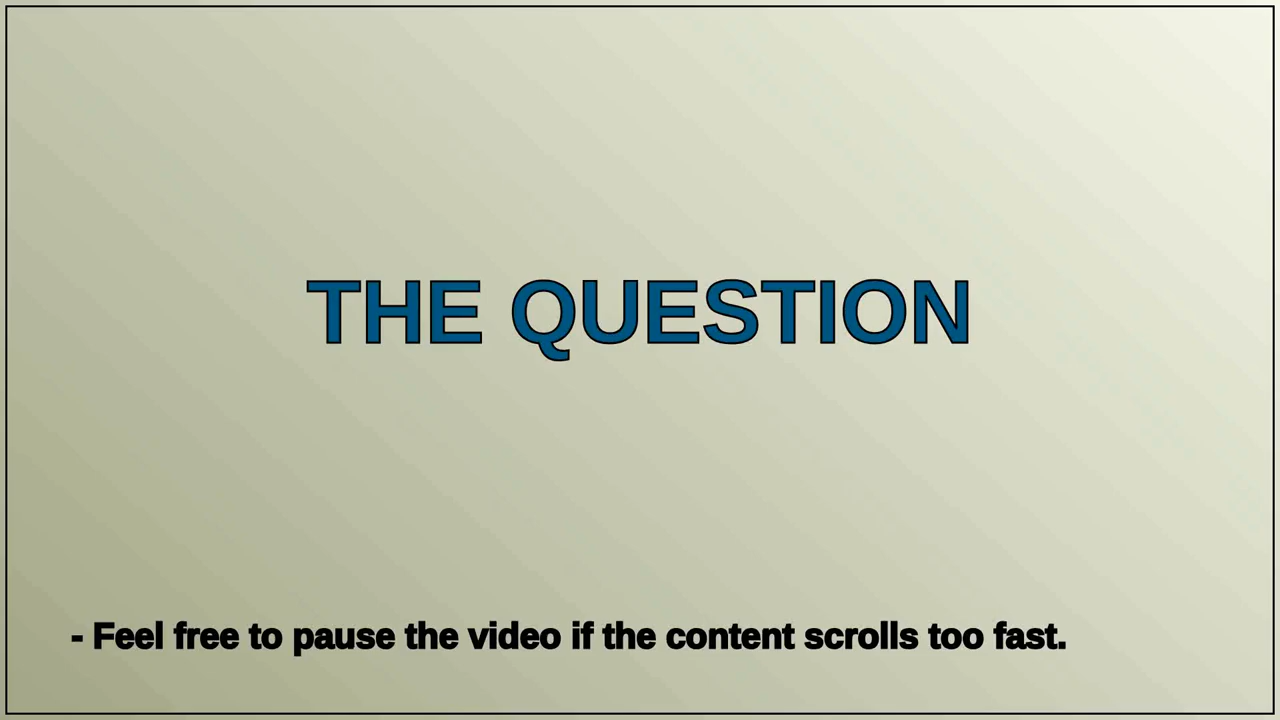 THE QUESTION
- Feel free to pause the video if the content scrolls too fast.